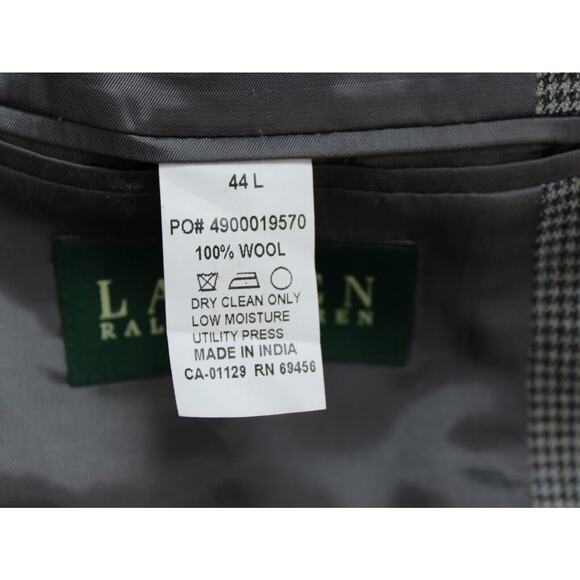 44 L
PO# 4900019570
100% WOOL
DRY CLEAN ONLY
LOW MOISTURE
UTILITY PRESS
MADE IN INDIA
CA-01129 RN 69456